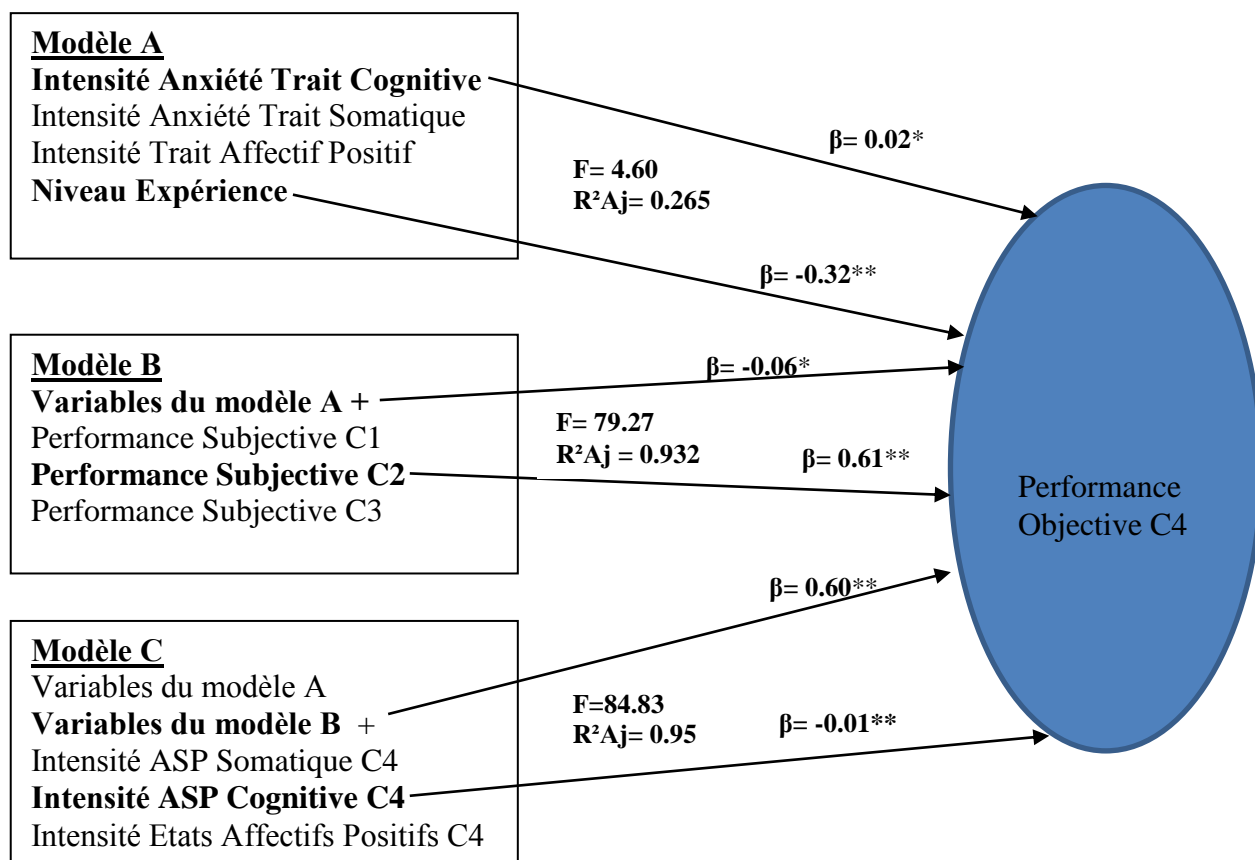 Modèle A
Intensité Anxiété Trait Cognitive
Intensité Anxiété Trait Somatique
Intensité Trait Affectif Positif
Niveau Expérience
β= 0.02*
F= 4.60
R²Aj= 0.265
β= -0.32**
Modèle B
Variables du modèle A +
Performance Subjective C1
Performance Subjective C2
Performance Subjective C3
β= -0.06*
F= 79.27
R²Aj = 0.932
β= 0.61**
Performance
Objective C4
β= 0.60**
Modèle C
Variables du modèle A
Variables du modèle B +
Intensité ASP Somatique C4
Intensité ASP Cognitive C4
Intensité Etats Affectifs Positifs C4
F=84.83
R²Aj= 0.95
β= -0.01**